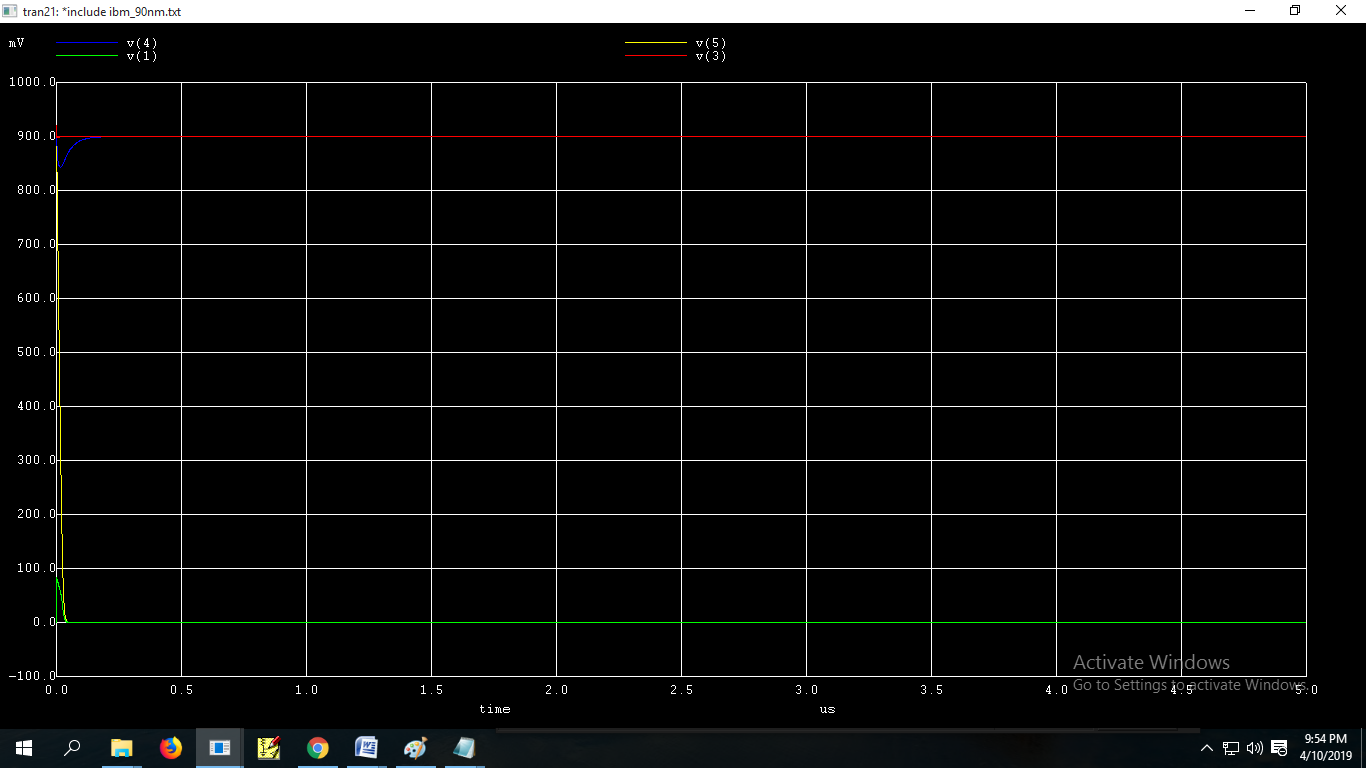 tran21: *include ibm_90nm.txt
mV
v(4)
v(5)
v(1)
v(3)
1000.0
900.0
800.0
700.0
600.0
500.0
400.0
300.0
200.0
100.0
0.0
-100.0
0.0 0.5 1.0 1.5 2.0 2.5 3.0 3.5 4.0 4.5 5.0
time us
Activate Windows
Go to Settings to activate Windows.
9:54 PM
4/10/2019